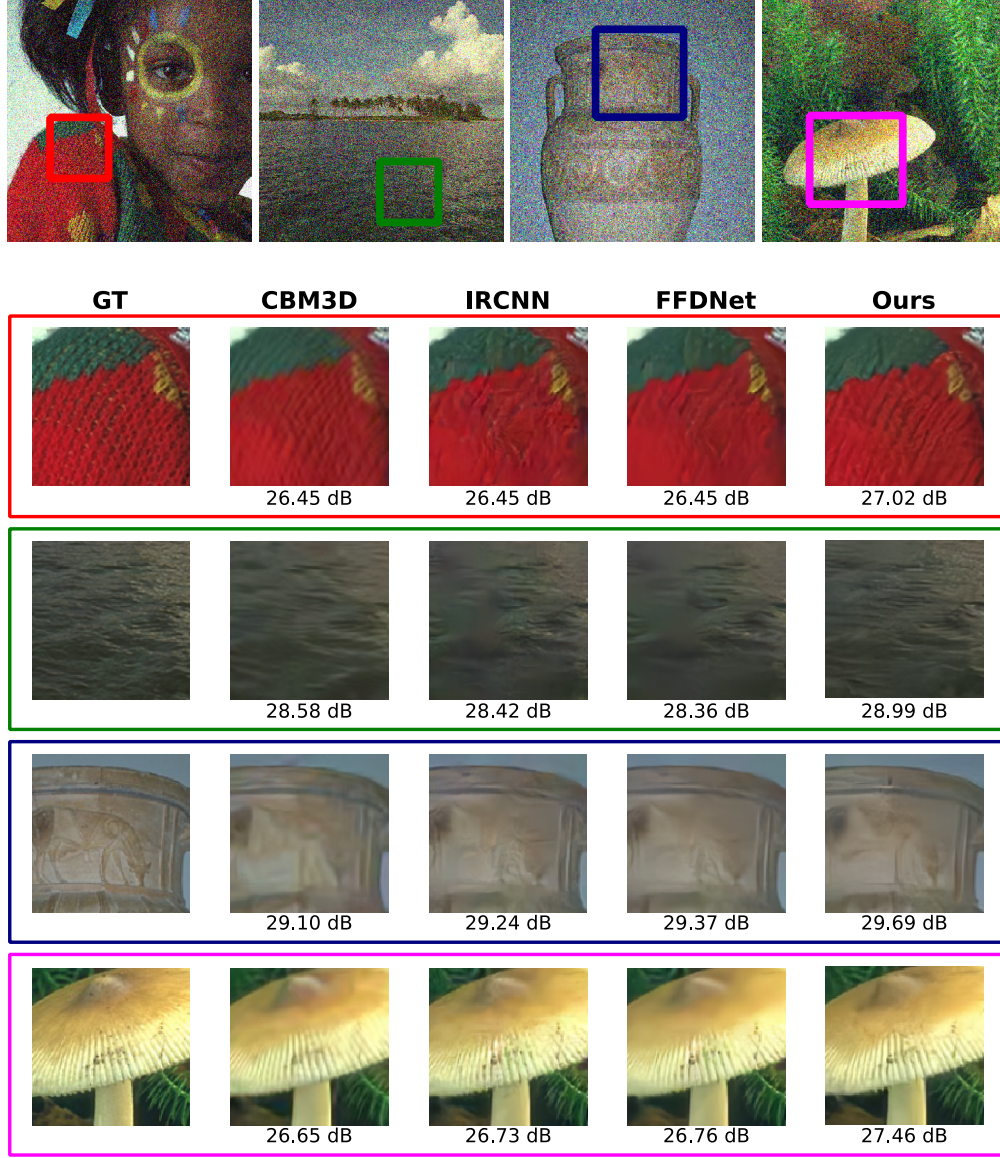 GT CBM3D IRCNN FFDNet Ours
26.45 dB 26.45 dB 26.45 dB 27.02 dB
28.58 dB 28.42 dB 28.36 dB 28.99 dB
29.10 dB 29.24 dB 29.37 dB 29.69 dB
26.65 dB 26.73 dB 26.76 dB 27.46 dB